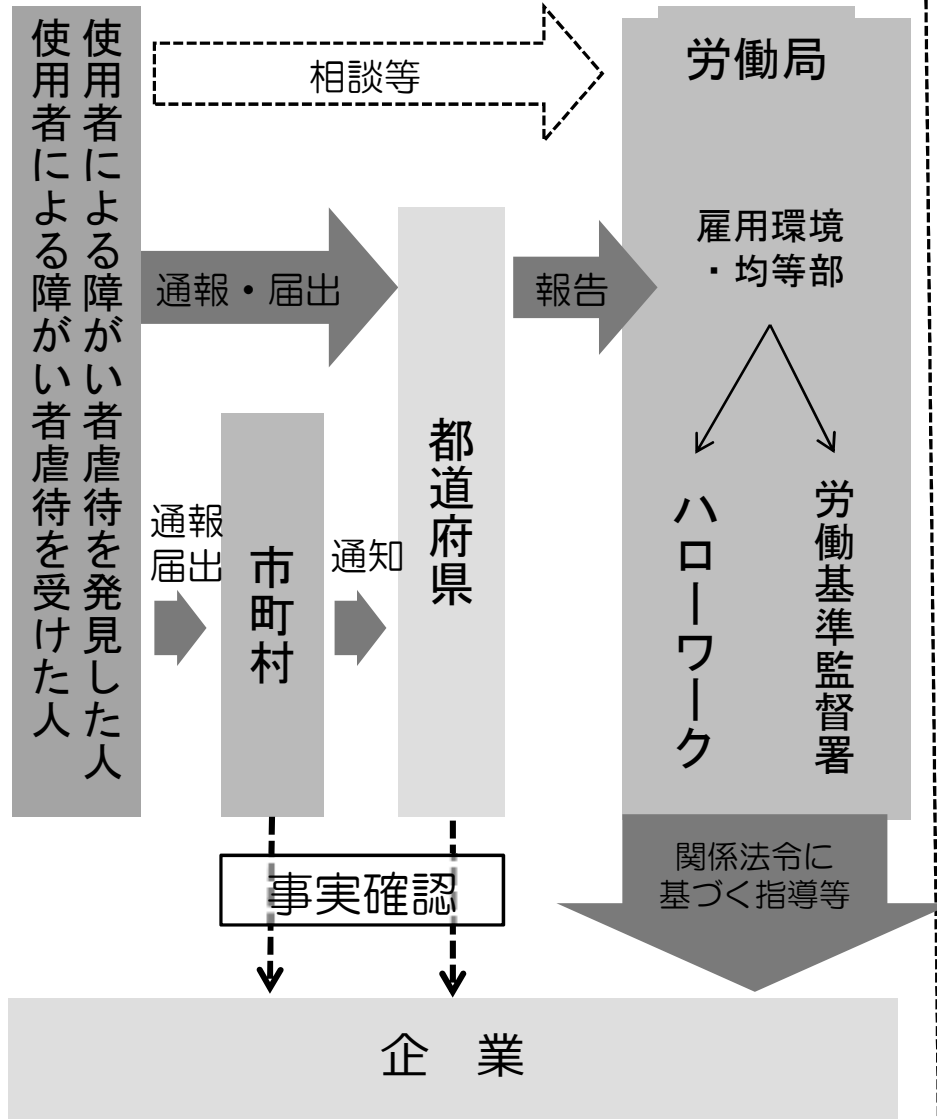 使用者による障がい者虐待を発見した人
使用者による障がい者虐待を受けた人
相談等
労働局
通報・届出
報告
雇用環境
・均等部
都道府県
通報
届出
市町村
通知
ハローワーク
労働基準監督署
事実確認
関係法令に
基づく指導等
企 業